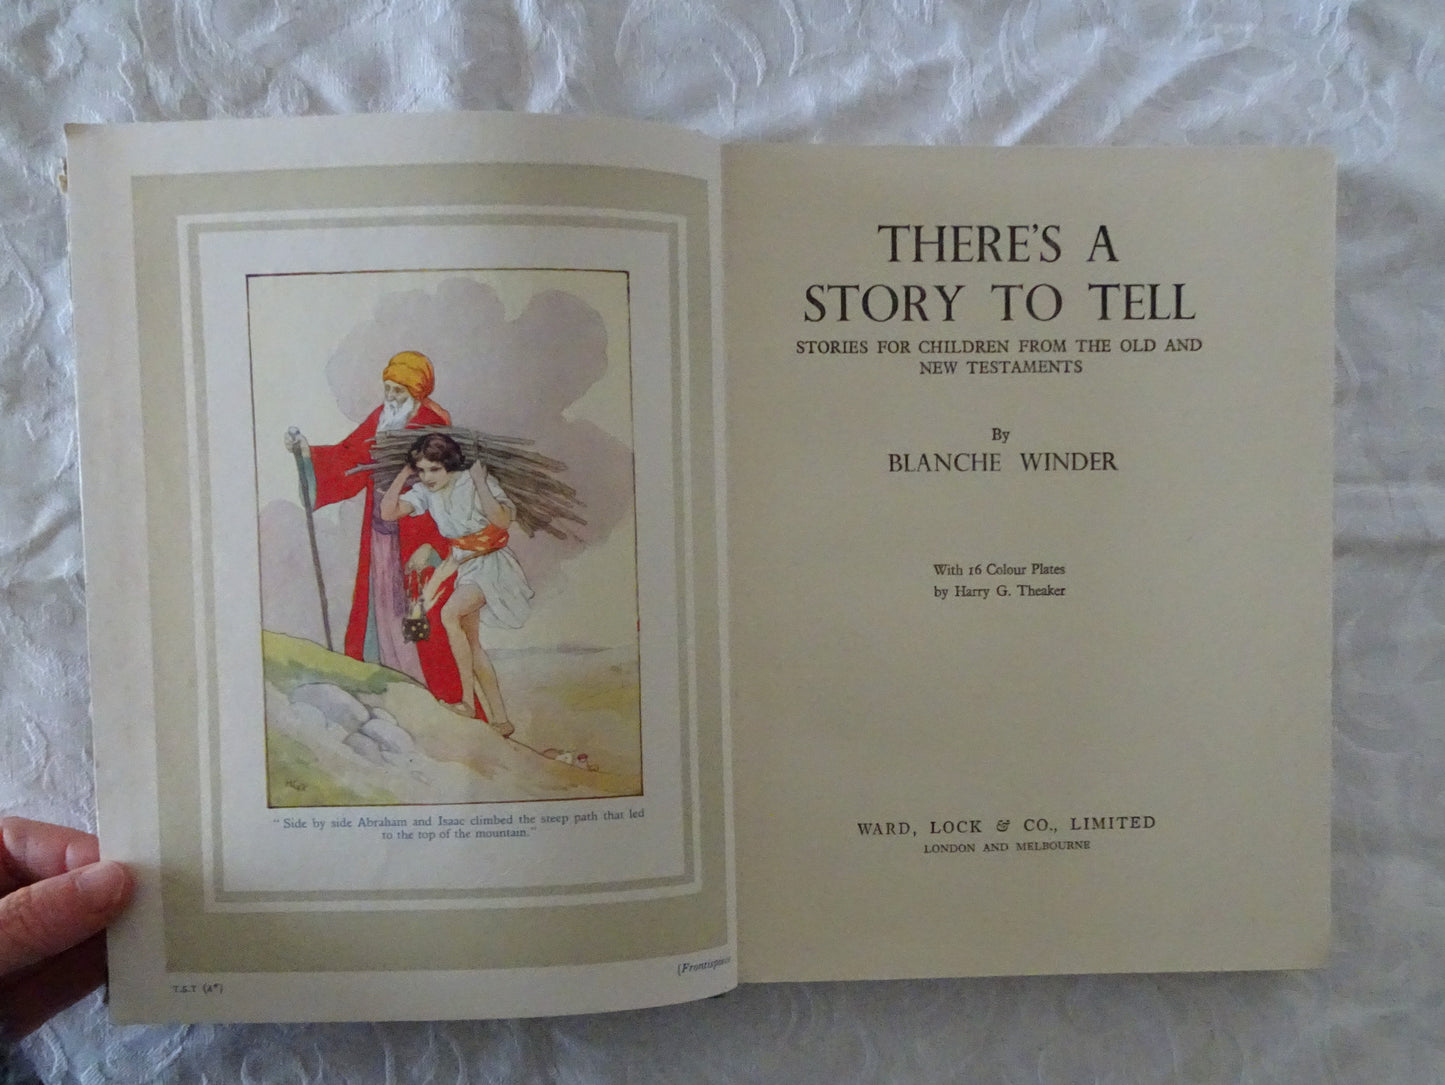 "Side by side Abraham and Isaac climbed the steep path that led
to the top of the mountain."
T.S.T (A*)
(Frontispiece
THERE'S A
STORY TO TELL
STORIES FOR CHILDREN FROM THE OLD AND
NEW TESTAMENTS
By
BLANCHE WINDER
With 16 Colour Plates
by Harry G. Theaker
WARD, LOCK & CO., LIMITED
LONDON AND MELBOURNE